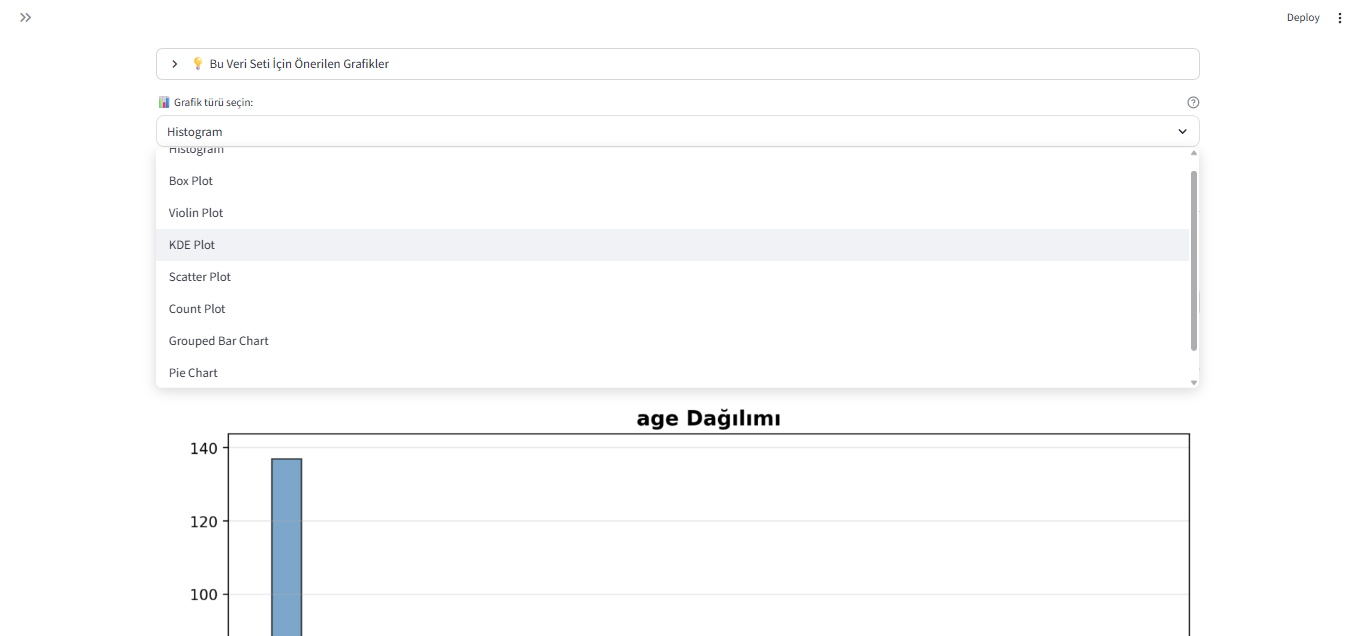 Deploy
💡 Bu Veri Seti İçin Önerilen Grafikler
📊 Grafik türü seçin:
Histogram
Histogram
Box Plot
Violin Plot
KDE Plot
Scatter Plot
Count Plot
Grouped Bar Chart
Pie Chart
age Dağılımı
140
120
100